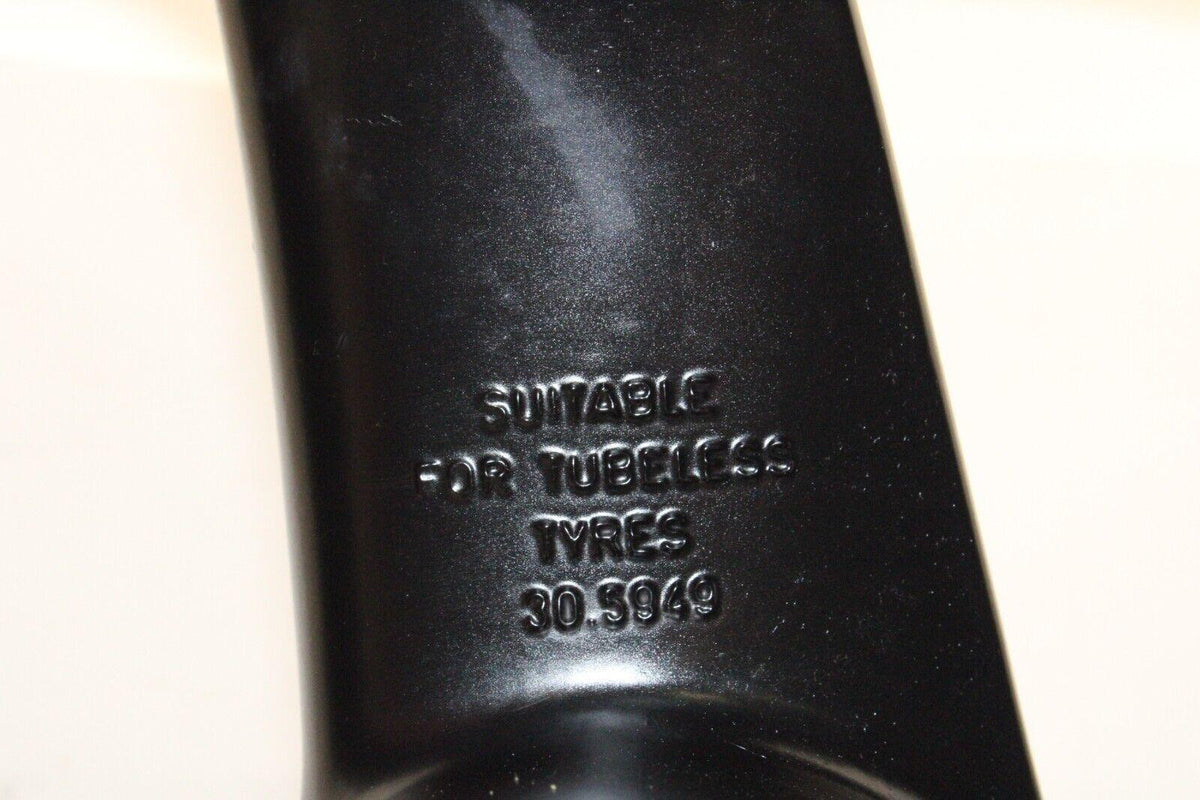 SUITABLE
FOR TUBELESS
TYRES
30.5949